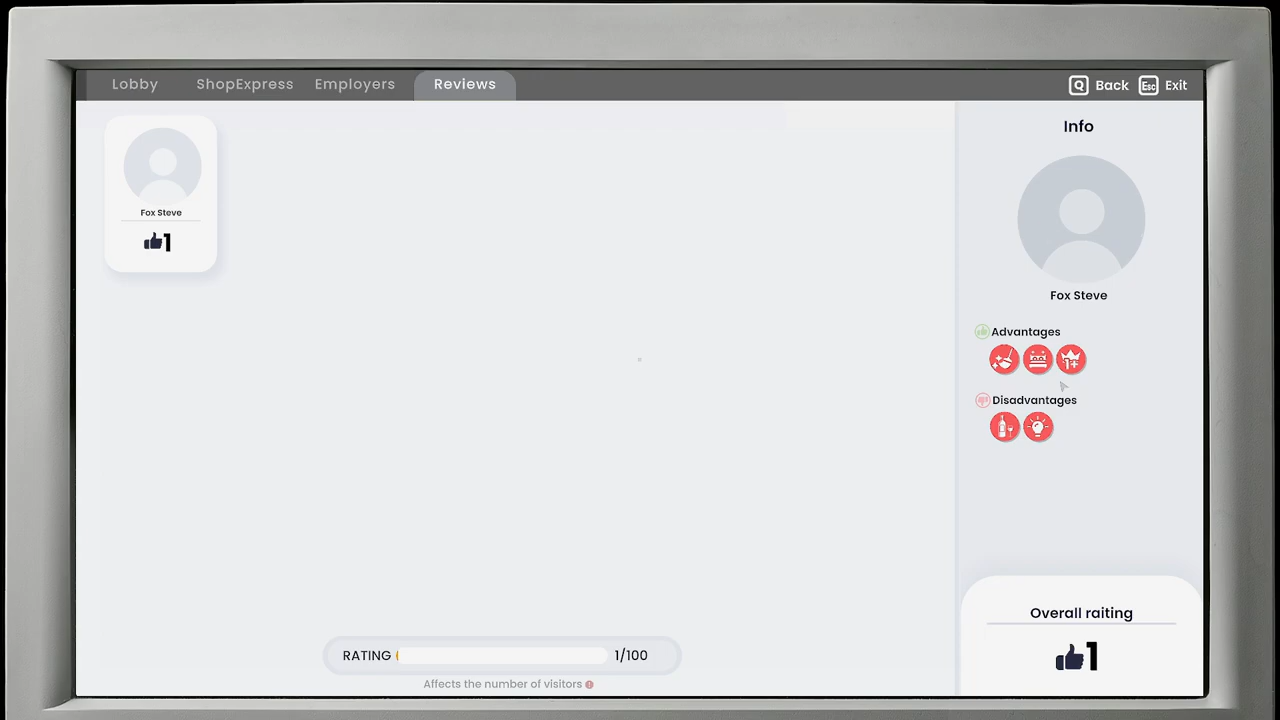 Lobby
ShopExpress
Employers
Reviews
Q Back
Esc Exit
Fox Steve
1
Info
Fox Steve
Advantages
Disadvantages
Overall raiting
1
RATING 1/100
Affects the number of visitors